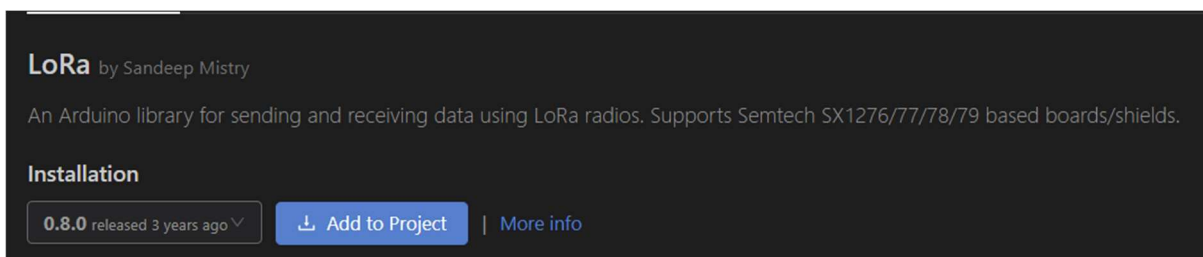 LoRa by Sandeep Mistry
An Arduino library for sending and receiving data using LoRa radios. Supports Semtech SX1276/77/78/79 based boards/shields.
Installation
0.8.0 released 3 years ago Add to Project | More info